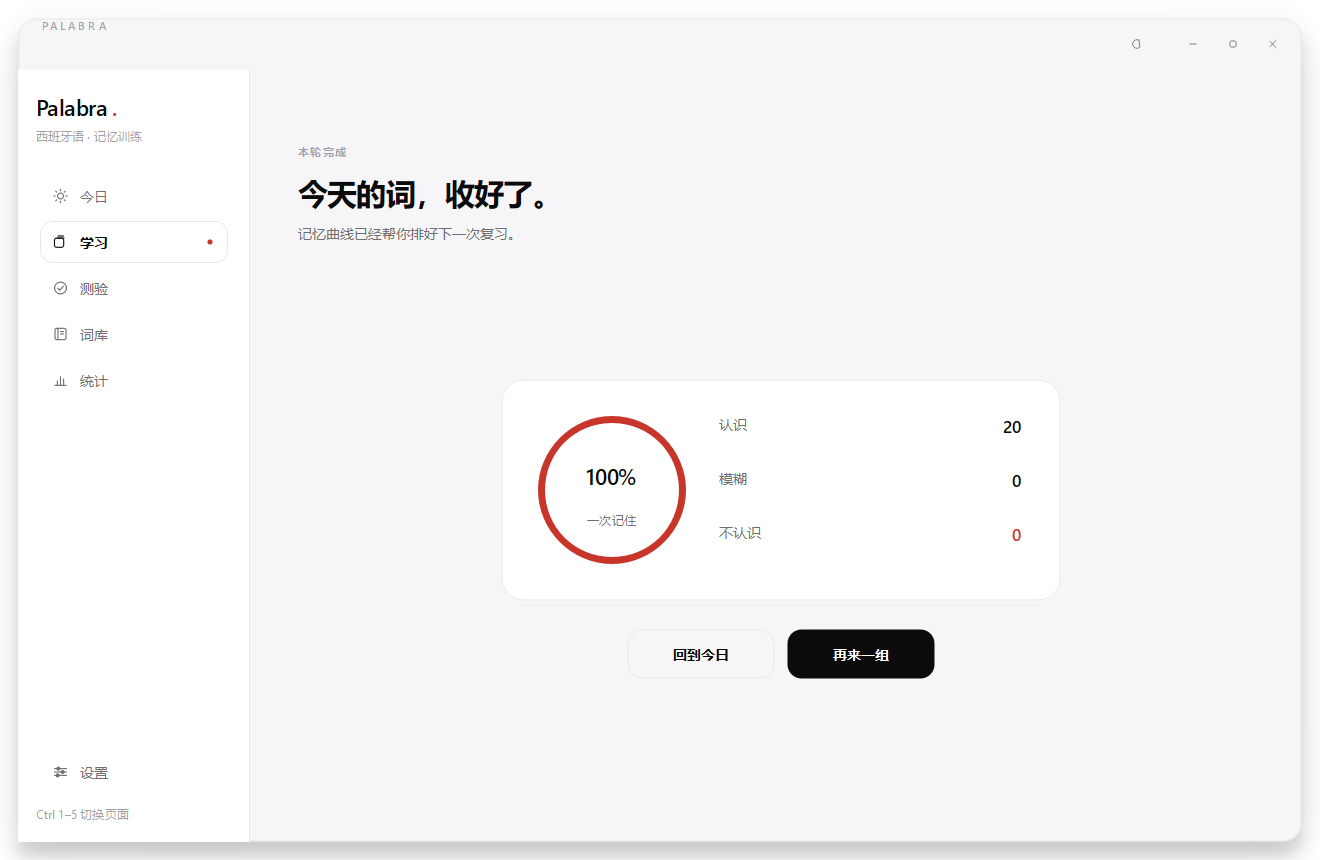 PALABRA
Palabra .
西班牙语 · 记忆训练
今日
学习
测验
词库
统计
设置
Ctrl 1–5 切换页面
本轮完成
今天的词，收好了。
记忆曲线已经帮你排好下一次复习。
100%
一次记住
认识 20
模糊 0
不认识 0
回到今日
再来一组